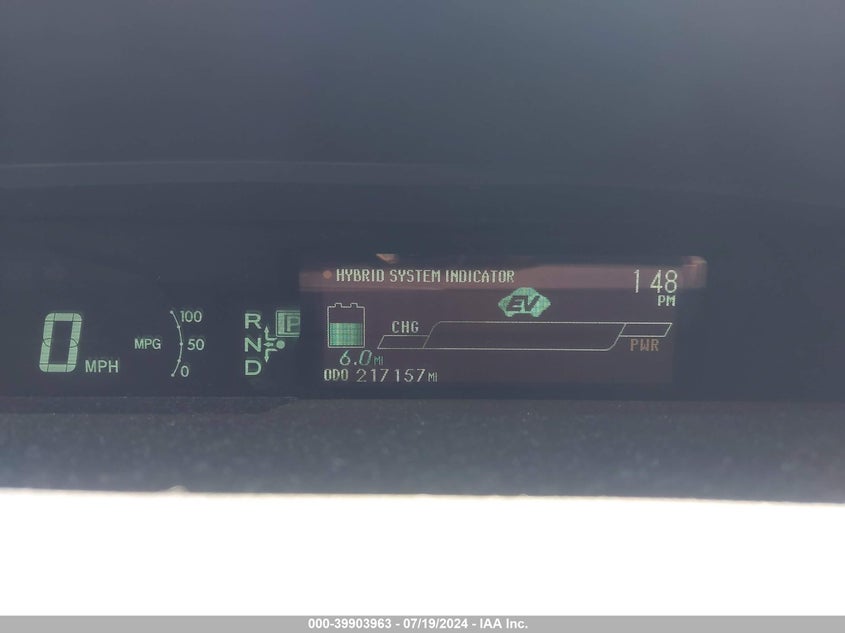 HYBRID SYSTEM INDICATOR
1 48
PM
EV
CHG
PWR
6.0 MI
ODO 217157 MI
0 MPH
MPG
100
50
0
R
P
N
D
000-39903963 - 07/19/2024 - IAA Inc.